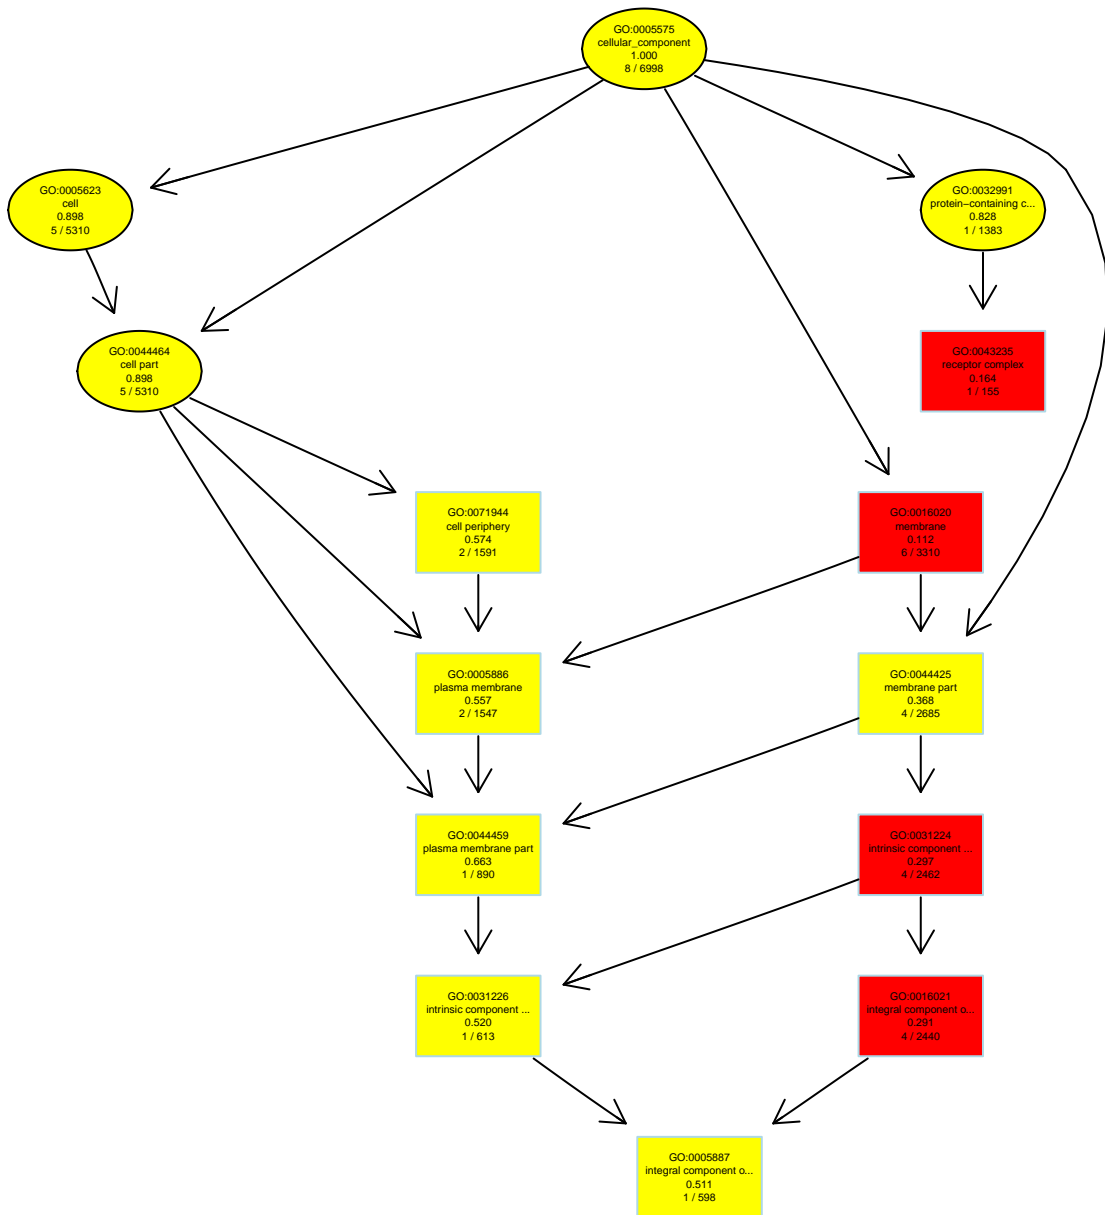 GO:0005575
cellular_component
1.000
8 / 6998
GO:0005623
cell
0.898
5 / 5310
GO:0032991
protein−containing c...
0.828
1 / 1383
GO:0044464
cell part
0.898
5 / 5310
GO:0043235
receptor complex
0.164
1 / 155
GO:0071944
cell periphery
0.574
2 / 1591
GO:0016020
membrane
0.112
6 / 3310
GO:0005886
plasma membrane
0.557
2 / 1547
GO:0044425
membrane part
0.368
4 / 2685
GO:0044459
plasma membrane part
0.663
1 / 890
GO:0031224
intrinsic component ...
0.297
4 / 2462
GO:0031226
intrinsic component ...
0.520
1 / 613
GO:0016021
integral component o...
0.291
4 / 2440
GO:0005887
integral component o...
0.511
1 / 598